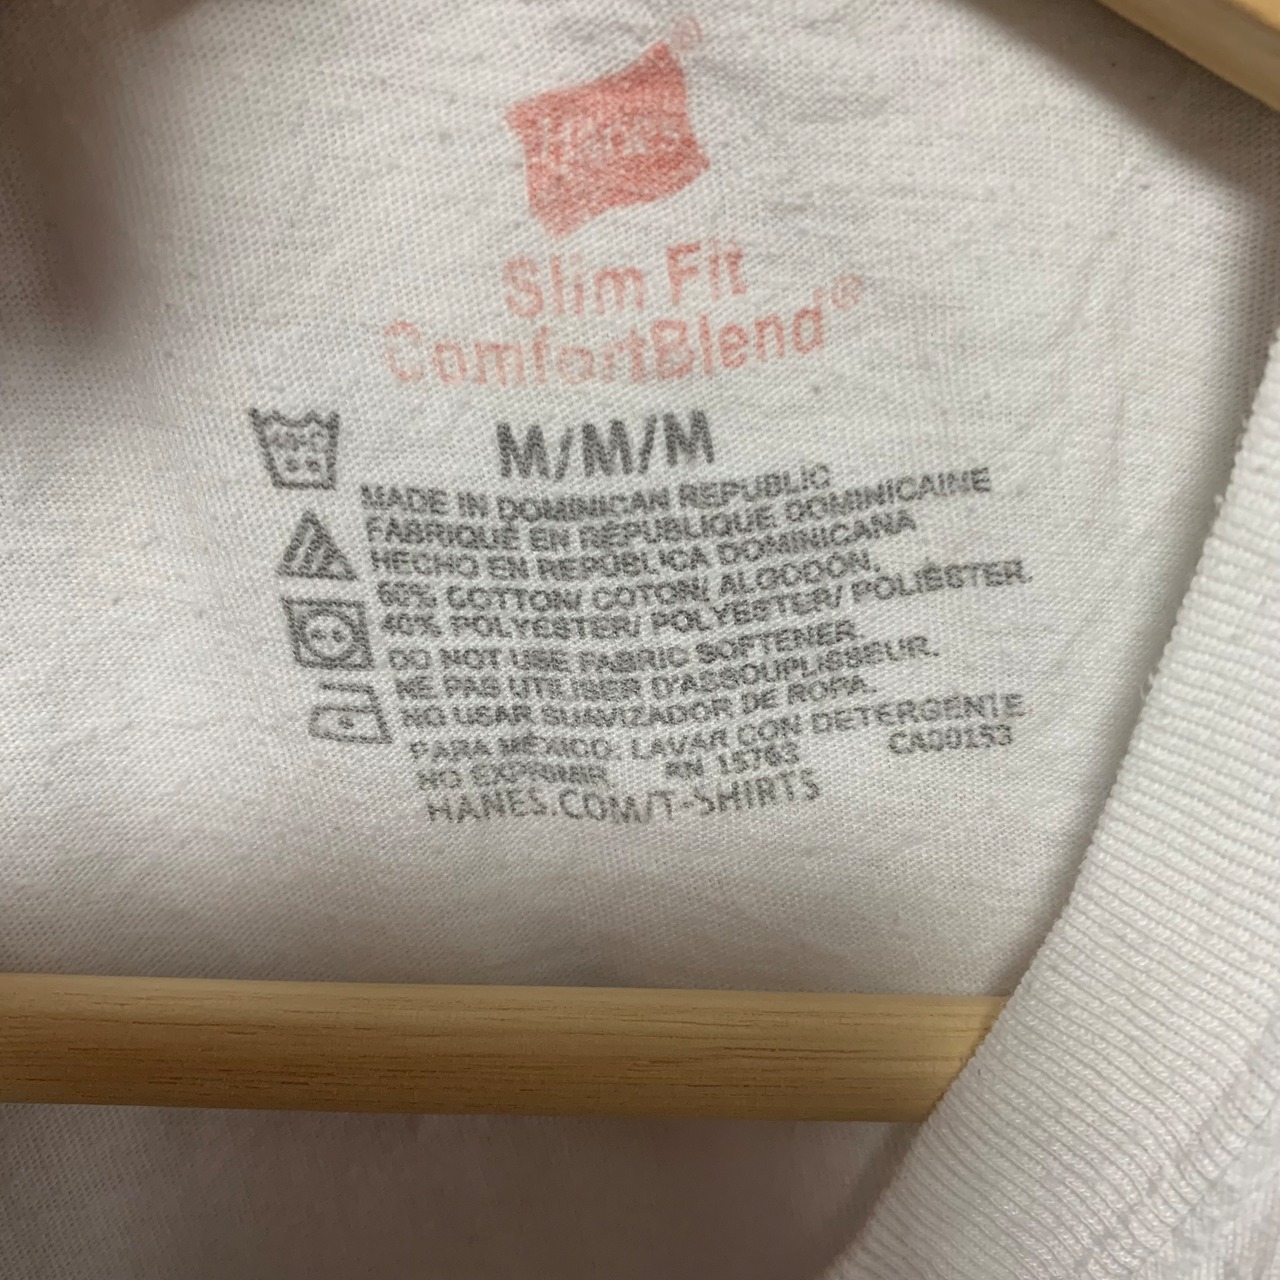 Hanes®
Slim Fit
ComfortBlend®
M/M/M
MADE IN DOMINICAN REPUBLIC
FABRIQUÉ EN RÉPUBLIQUE DOMINICAINE
HECHO EN REPÚBLICA DOMINICANA
60% COTTON/ COTON/ ALGODÓN.
40% POLYESTER/ POLYESTER/ POLIÉSTER.
DO NOT USE FABRIC SOFTENER.
NE PAS UTILISER D'ASSOUPLISSEUR.
NO USAR SUAVIZADOR DE ROPA.
PARA MÉXICO: LAVAR CON DETERGENTE
NO EXPRIMIR RN 15763 CA00153
HANES.COM/T-SHIRTS